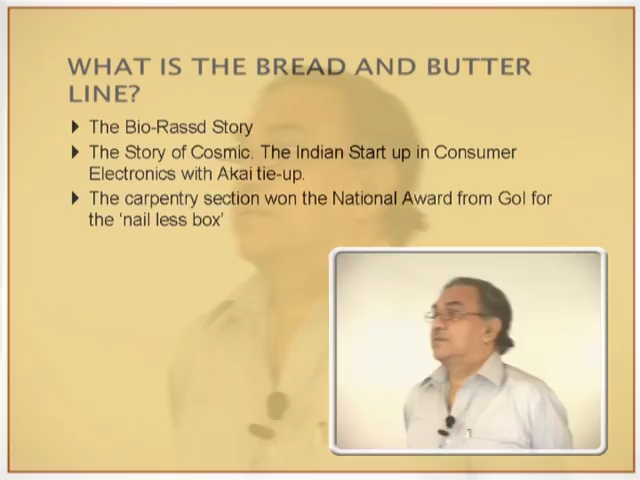 WHAT IS THE BREAD AND BUTTER
LINE?
The Bio-Rassd Story
The Story of Cosmic. The Indian Start up in Consumer
Electronics with Akai tie-up.
The carpentry section won the National Award from GoI for
the ‘nail less box’